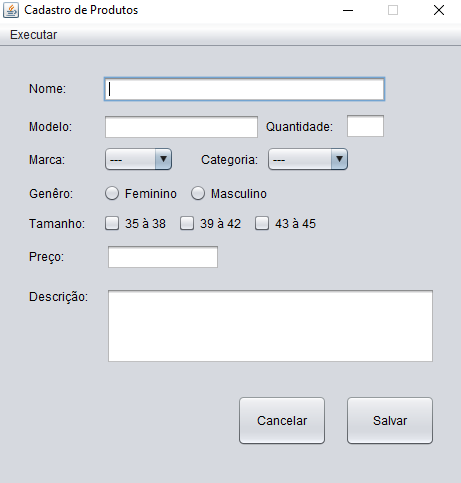 Cadastro de Produtos
Executar
Nome:
Modelo: Quantidade:
Marca: --- Categoria: ---
Genêro: Feminino Masculino
Tamanho: 35 à 38 39 à 42 43 à 45
Preço:
Descrição:
Cancelar Salvar